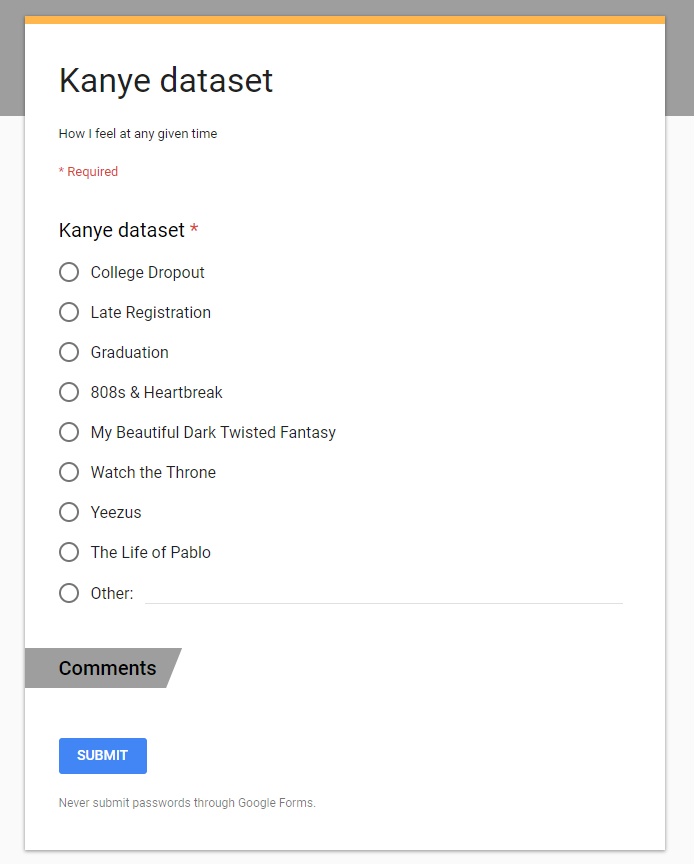 Kanye dataset
How I feel at any given time
* Required
Kanye dataset *
College Dropout
Late Registration
Graduation
808s & Heartbreak
My Beautiful Dark Twisted Fantasy
Watch the Throne
Yeezus
The Life of Pablo
Other:
Comments
SUBMIT
Never submit passwords through Google Forms.